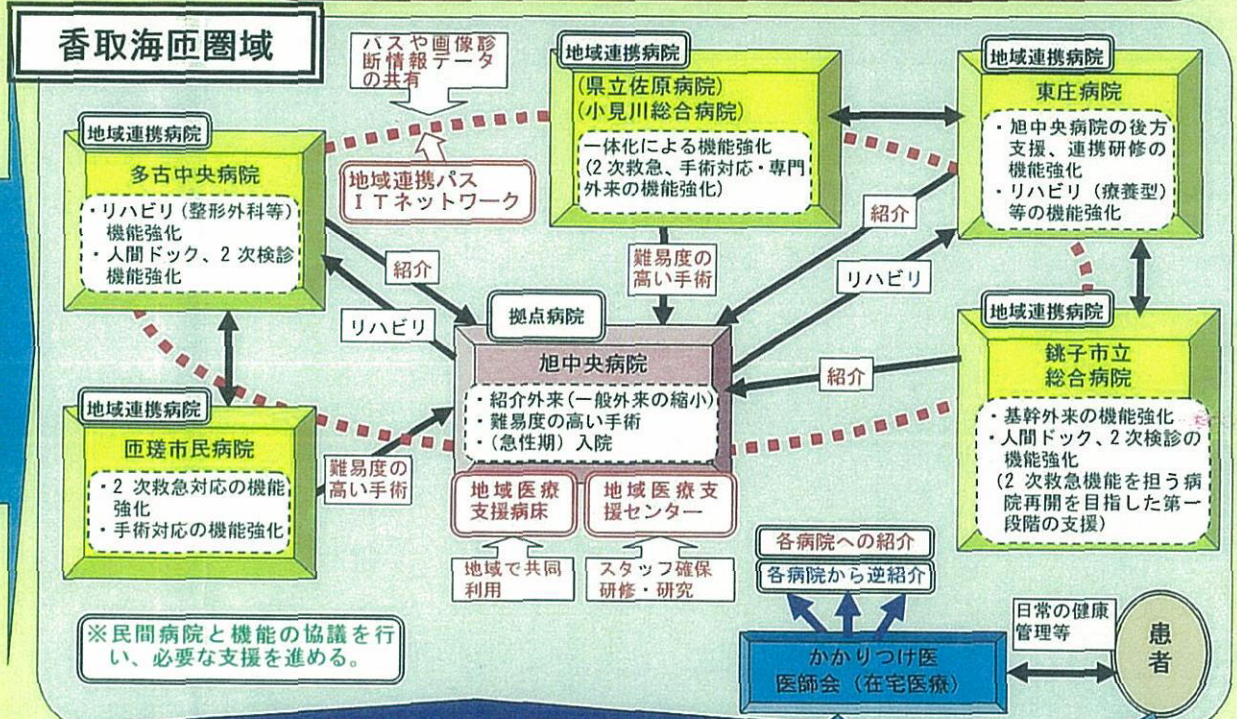 香取海匝圏域
パスや画像診
断情報データ
の共有
地域連携パス
ITネットワーク
地域連携病院
多古中央病院
・リハビリ(整形外科等)
機能強化
・人間ドック、2次検診
機能強化
地域連携病院
(県立佐原病院)
(小見川総合病院)
一体化による機能強化
(2次救急、手術対応・専門
外来の機能強化)
地域連携病院
東庄病院
・旭中央病院の後方
支援、連携研修の
機能強化
・リハビリ(療養型)
等の機能強化
紹介
リハビリ
難易度の
高い手術
紹介
リハビリ
拠点病院
旭中央病院
・紹介外来(一般外来の縮小)
・難易度の高い手術
・(急性期)入院
紹介
地域連携病院
銚子市立
総合病院
・基幹外来の機能強化
・人間ドック、2次検診の
機能強化
(2次救急機能を担う病
院再開を目指した第一
段階の支援)
地域連携病院
匝瑳市民病院
・2次救急対応の機能
強化
・手術対応の機能強化
難易度の
高い手術
地域医療
支援病床
地域医療支
援センター
地域で共同
利用
スタッフ確保
研修・研究
各病院への紹介
各病院から逆紹介
※民間病院と機能の協議を行
い、必要な支援を進める。
かかりつけ医
医師会(在宅医療)
日常の健康
管理等
患者